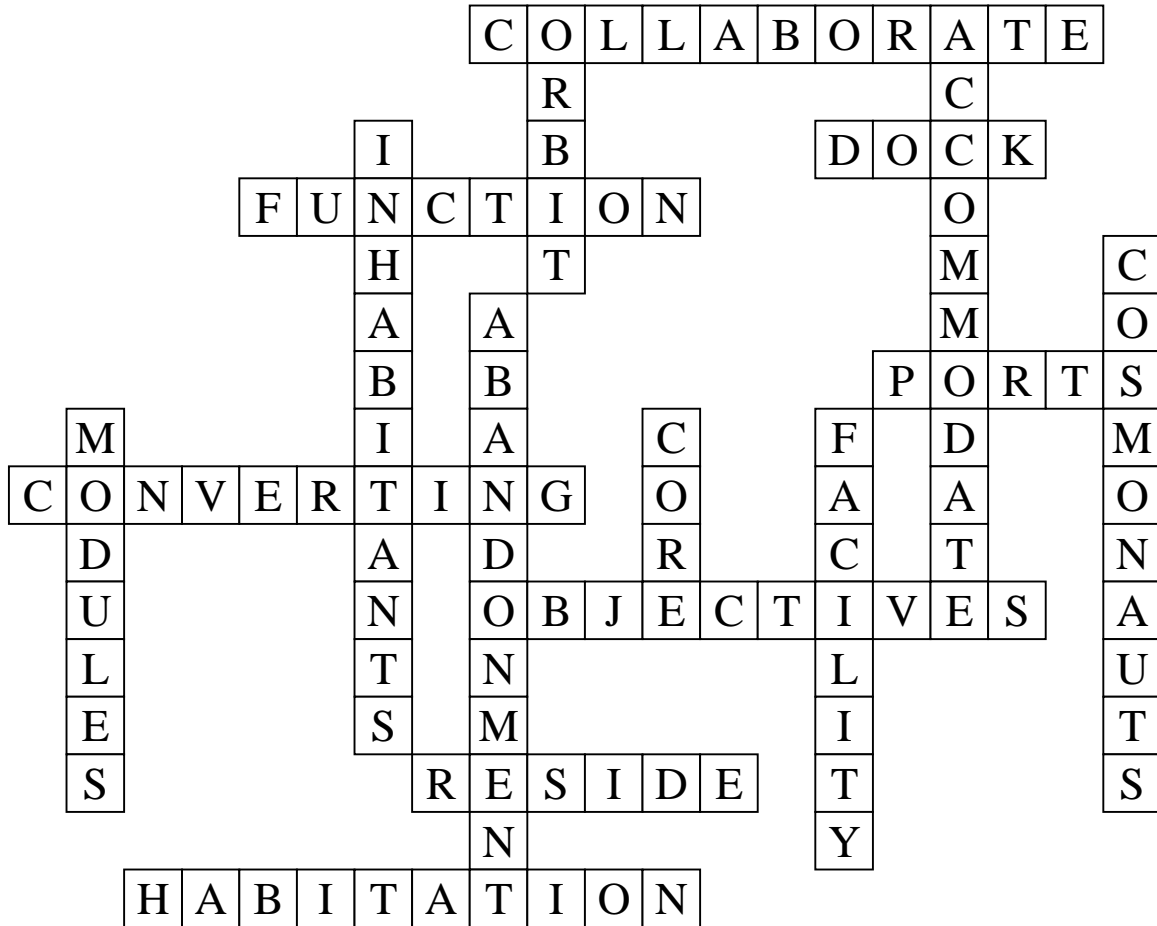 COLLABORATE
ORBIT
ACCOMMODATE
INHABITANTS
DOCK
FUNCTION
COSMONAUTS
ABANDONMENT
PORTS
MODULES
CORE
FACILITY
CONVERTING
OBJECTIVES
RESIDE
HABITATION